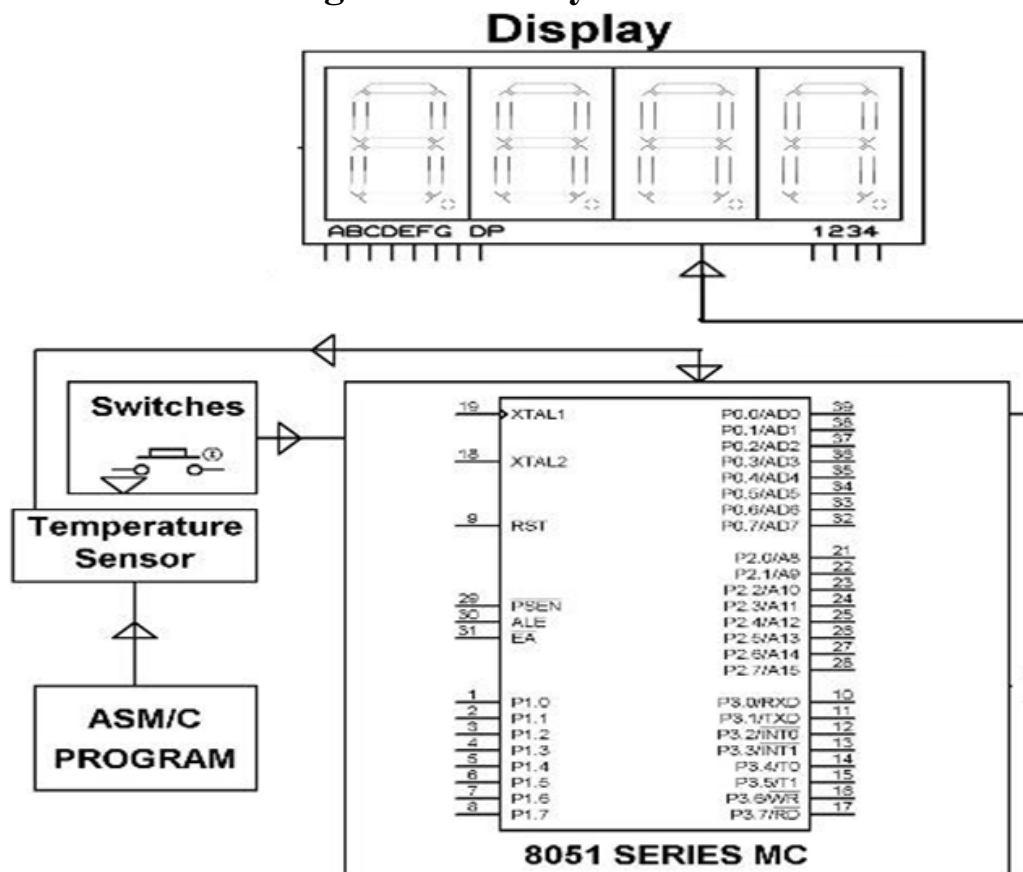 Display
ABCDEFG DP 1234
Switches
Temperature
Sensor
ASM/C
PROGRAM
19 XTAL1
18 XTAL2
9 RST
29 PSEN
30 ALE
31 EA
1 P1.0
2 P1.1
3 P1.2
4 P1.3
5 P1.4
6 P1.5
7 P1.6
8 P1.7
P0.0/AD0 39
P0.1/AD1 38
P0.2/AD2 37
P0.3/AD3 36
P0.4/AD4 35
P0.5/AD5 34
P0.6/AD6 33
P0.7/AD7 32
P2.0/A8 21
P2.1/A9 22
P2.2/A10 23
P2.3/A11 24
P2.4/A12 25
P2.5/A13 26
P2.6/A14 27
P2.7/A15 28
P3.0/RXD 10
P3.1/TXD 11
P3.2/INT0 12
P3.3/INT1 13
P3.4/T0 14
P3.5/T1 15
P3.6/WR 16
P3.7/RD 17
8051 SERIES MC